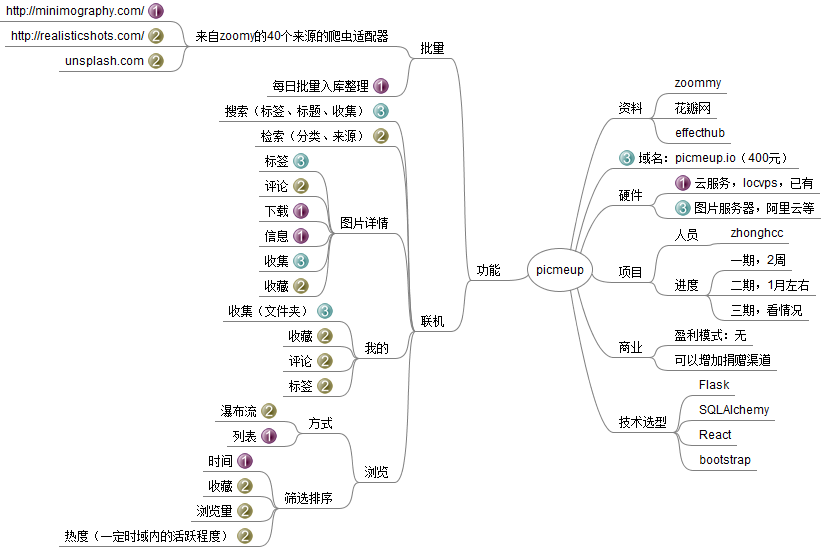 picmeup
功能
批量
来自zoomy的40个来源的爬虫适配器
http://minimography.com/ 1
http://realisticshots.com/ 2
unsplash.com 2
每日批量入库整理 1
联机
搜索（标签、标题、收集） 3
检索（分类、来源） 2
图片详情
标签 3
评论 2
下载 1
信息 1
收集 3
收藏 2
我的
收集（文件夹） 3
收藏 2
评论 2
标签 2
浏览
方式
瀑布流 2
列表 1
筛选排序
时间 1
收藏 2
浏览量 2
热度（一定时域内的活跃程度） 2
资料
zoommy
花瓣网
effecthub
3 域名：picmeup.io（400元）
硬件
1 云服务，locvps，已有
3 图片服务器，阿里云等
项目
人员
zhonghcc
进度
一期，2周
二期，1月左右
三期，看情况
商业
盈利模式：无
可以增加捐赠渠道
技术选型
Flask
SQLAlchemy
React
bootstrap